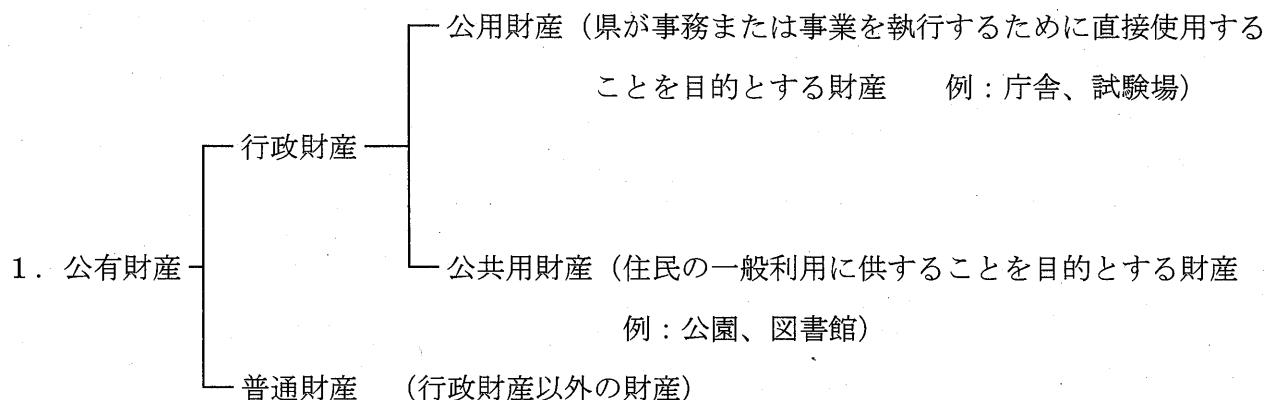 公用財産（県が事務または事業を執行するために直接使用する
ことを目的とする財産　　例：庁舎、試験場）
行政財産
1．公有財産
公共用財産（住民の一般利用に供することを目的とする財産
例：公園、図書館）
普通財産　（行政財産以外の財産）